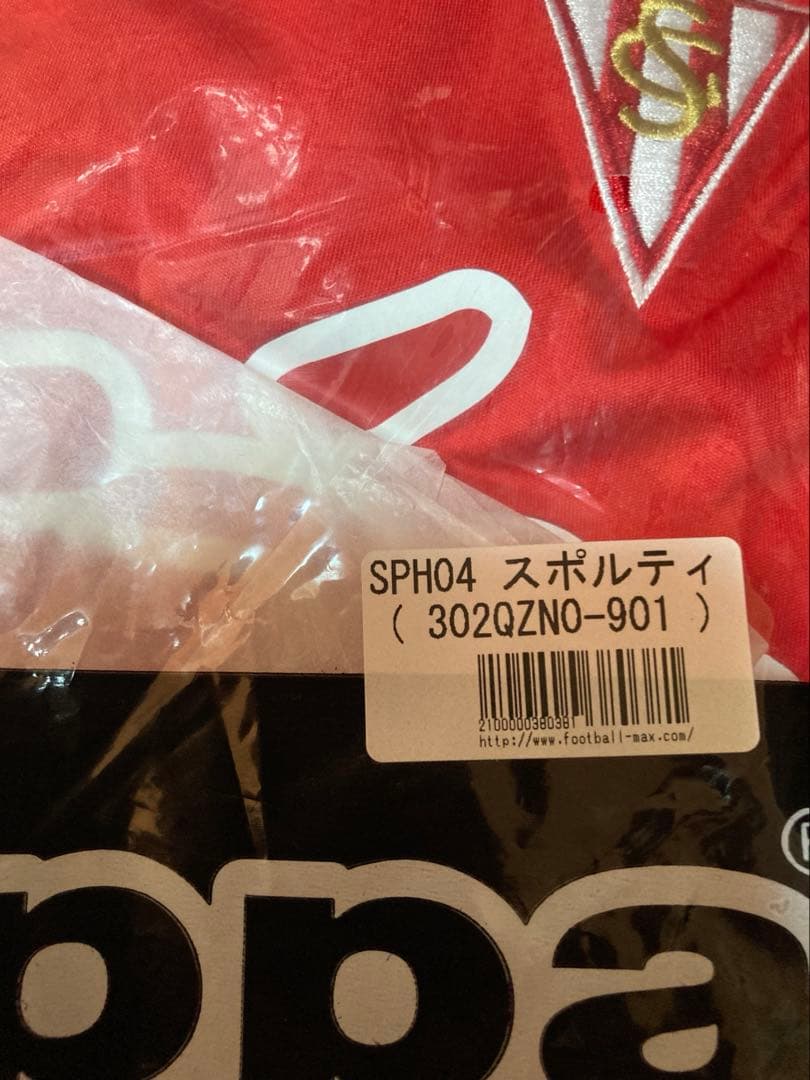 SPH04 スポルティ
( 302QZN0-901 )
2100000380381
http://www.football-max.com/
ppa